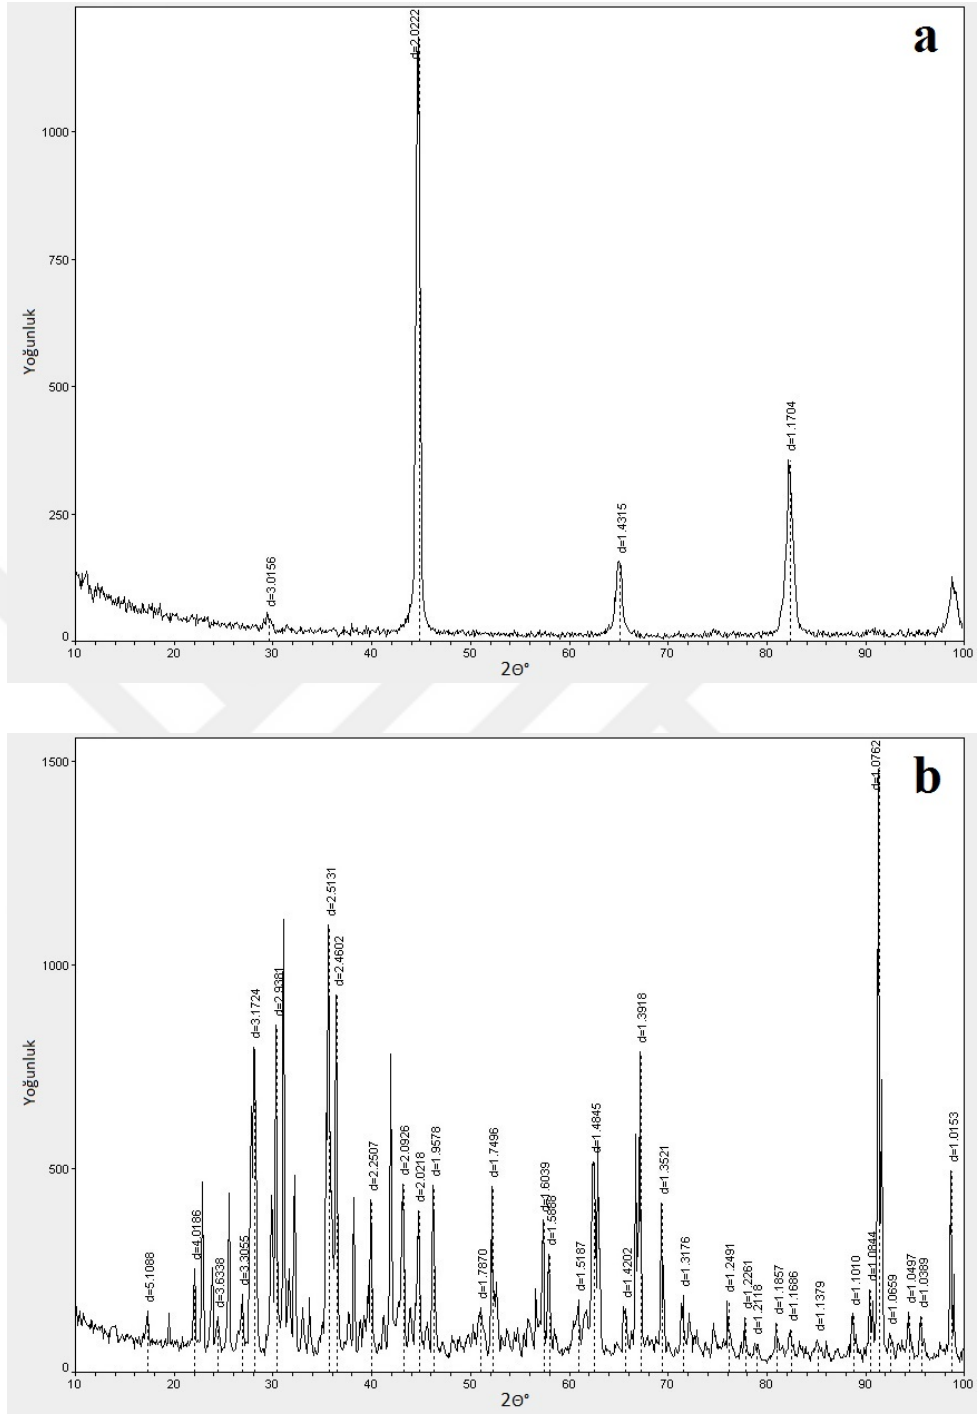 a
Yoğunluk
1000
750
500
250
0
d=3.0156
d=2.0222
d=1.4315
d=1.1704
10 20 30 40 50 60 70 80 90 100
2Θ°
b
Yoğunluk
1500
1000
500
0
d=5.1088
d=4.0186
d=3.6338
d=3.3055
d=3.1724
d=2.9381
d=2.5131
d=2.4602
d=2.2507
d=2.0926
d=2.0218
d=1.9578
d=1.7870
d=1.7496
d=1.6039
d=1.5888
d=1.5187
d=1.4845
d=1.4202
d=1.3918
d=1.3521
d=1.3176
d=1.2491
d=1.2261
d=1.2118
d=1.1857
d=1.1686
d=1.1379
d=1.1010
d=1.0844
d=1.0762
d=1.0659
d=1.0497
d=1.0389
d=1.0153
10 20 30 40 50 60 70 80 90 100
2Θ°